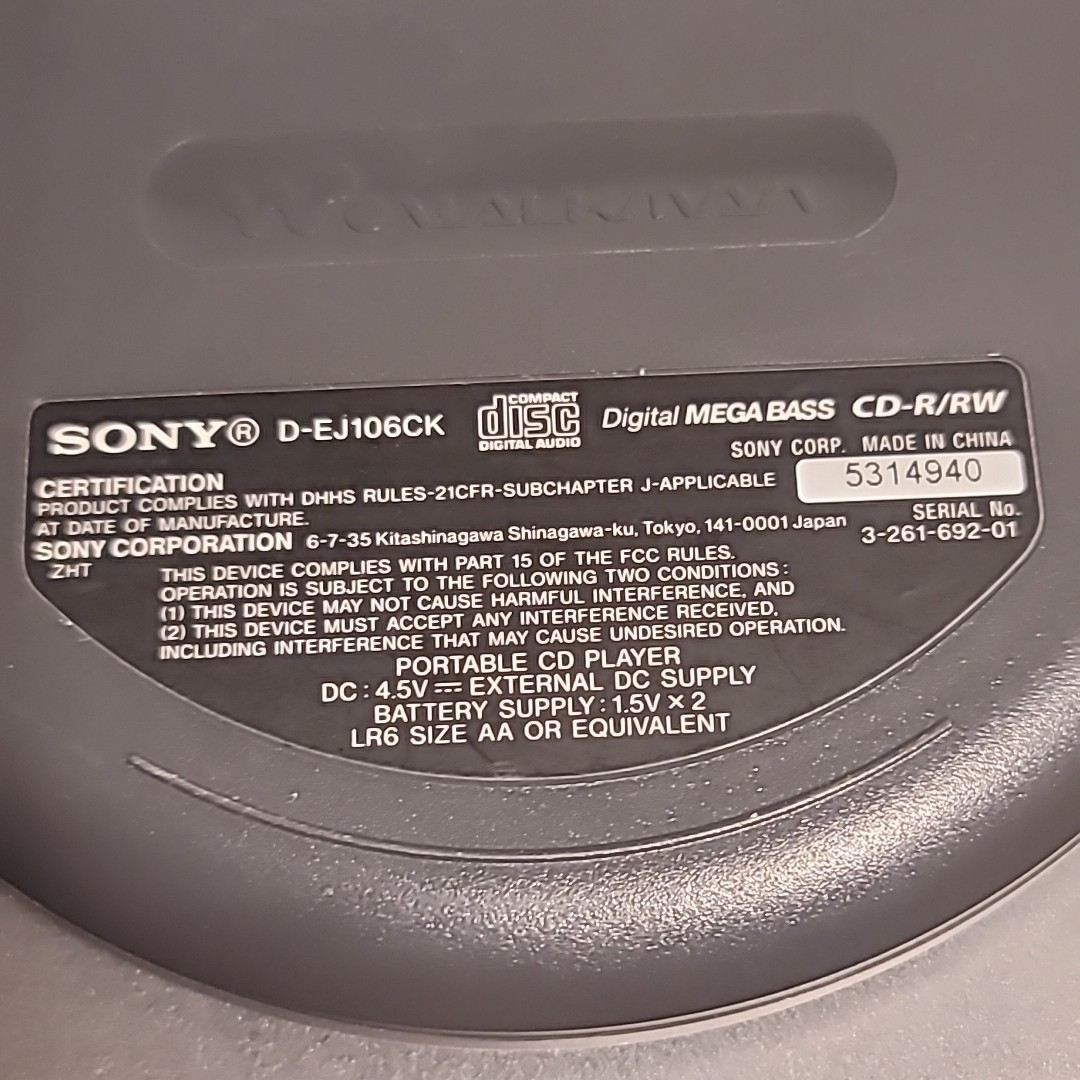 WALKMAN
SONY® D-EJ106CK COMPACT disc DIGITAL AUDIO Digital MEGA BASS CD-R/RW
SONY CORP. MADE IN CHINA
CERTIFICATION
PRODUCT COMPLIES WITH DHHS RULES-21CFR-SUBCHAPTER J-APPLICABLE
AT DATE OF MANUFACTURE.
5314940
SERIAL No.
SONY CORPORATION 6-7-35 Kitashinagawa Shinagawa-ku, Tokyo, 141-0001 Japan
3-261-692-01
ZHT
THIS DEVICE COMPLIES WITH PART 15 OF THE FCC RULES.
OPERATION IS SUBJECT TO THE FOLLOWING TWO CONDITIONS:
(1) THIS DEVICE MAY NOT CAUSE HARMFUL INTERFERENCE, AND
(2) THIS DEVICE MUST ACCEPT ANY INTERFERENCE RECEIVED,
INCLUDING INTERFERENCE THAT MAY CAUSE UNDESIRED OPERATION.
PORTABLE CD PLAYER
DC: 4.5V ⎓ EXTERNAL DC SUPPLY
BATTERY SUPPLY: 1.5V × 2
LR6 SIZE AA OR EQUIVALENT